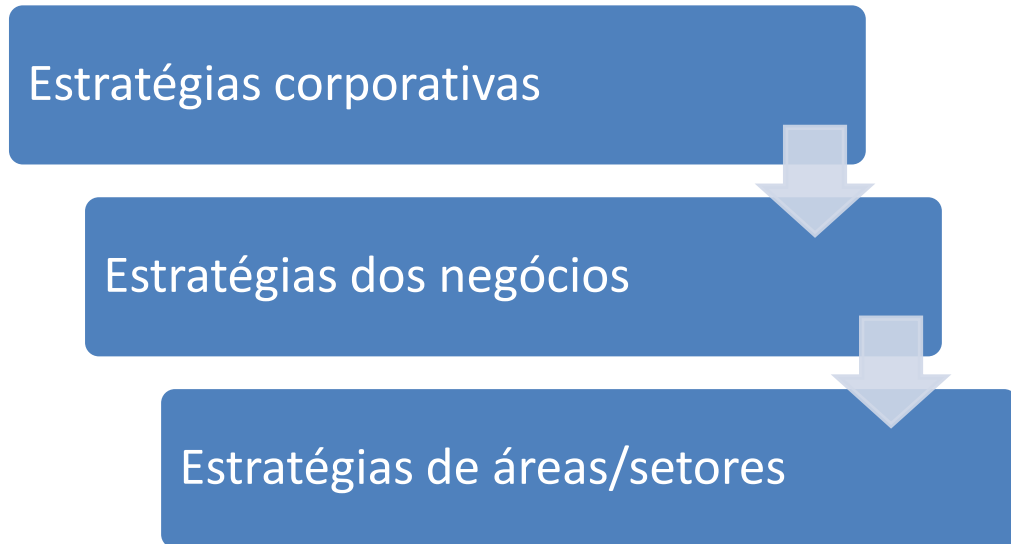 Estratégias corporativas
Estratégias dos negócios
Estratégias de áreas/setores